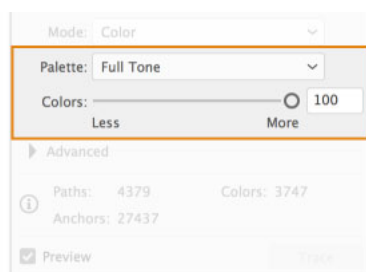 Mode: Color
Palette: Full Tone
Colors: 100
Less More
Advanced
Paths: 4379 Colors: 3747
Anchors: 27437
Preview Trace